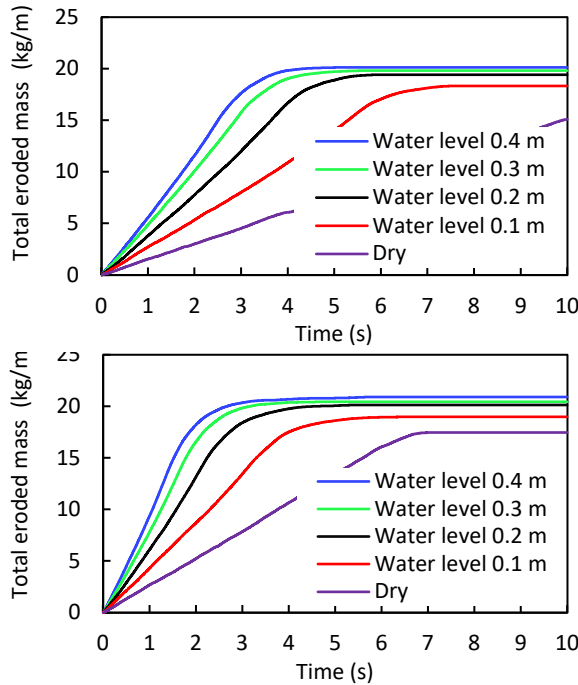 25
20
15
10
5
0
Total eroded mass (kg/m)
Water level 0.4 m
Water level 0.3 m
Water level 0.2 m
Water level 0.1 m
Dry
0 1 2 3 4 5 6 7 8 9 10
Time (s)
25
20
15
10
5
0
Total eroded mass (kg/m
Water level 0.4 m
Water level 0.3 m
Water level 0.2 m
Water level 0.1 m
Dry
0 1 2 3 4 5 6 7 8 9 10
Time (s)